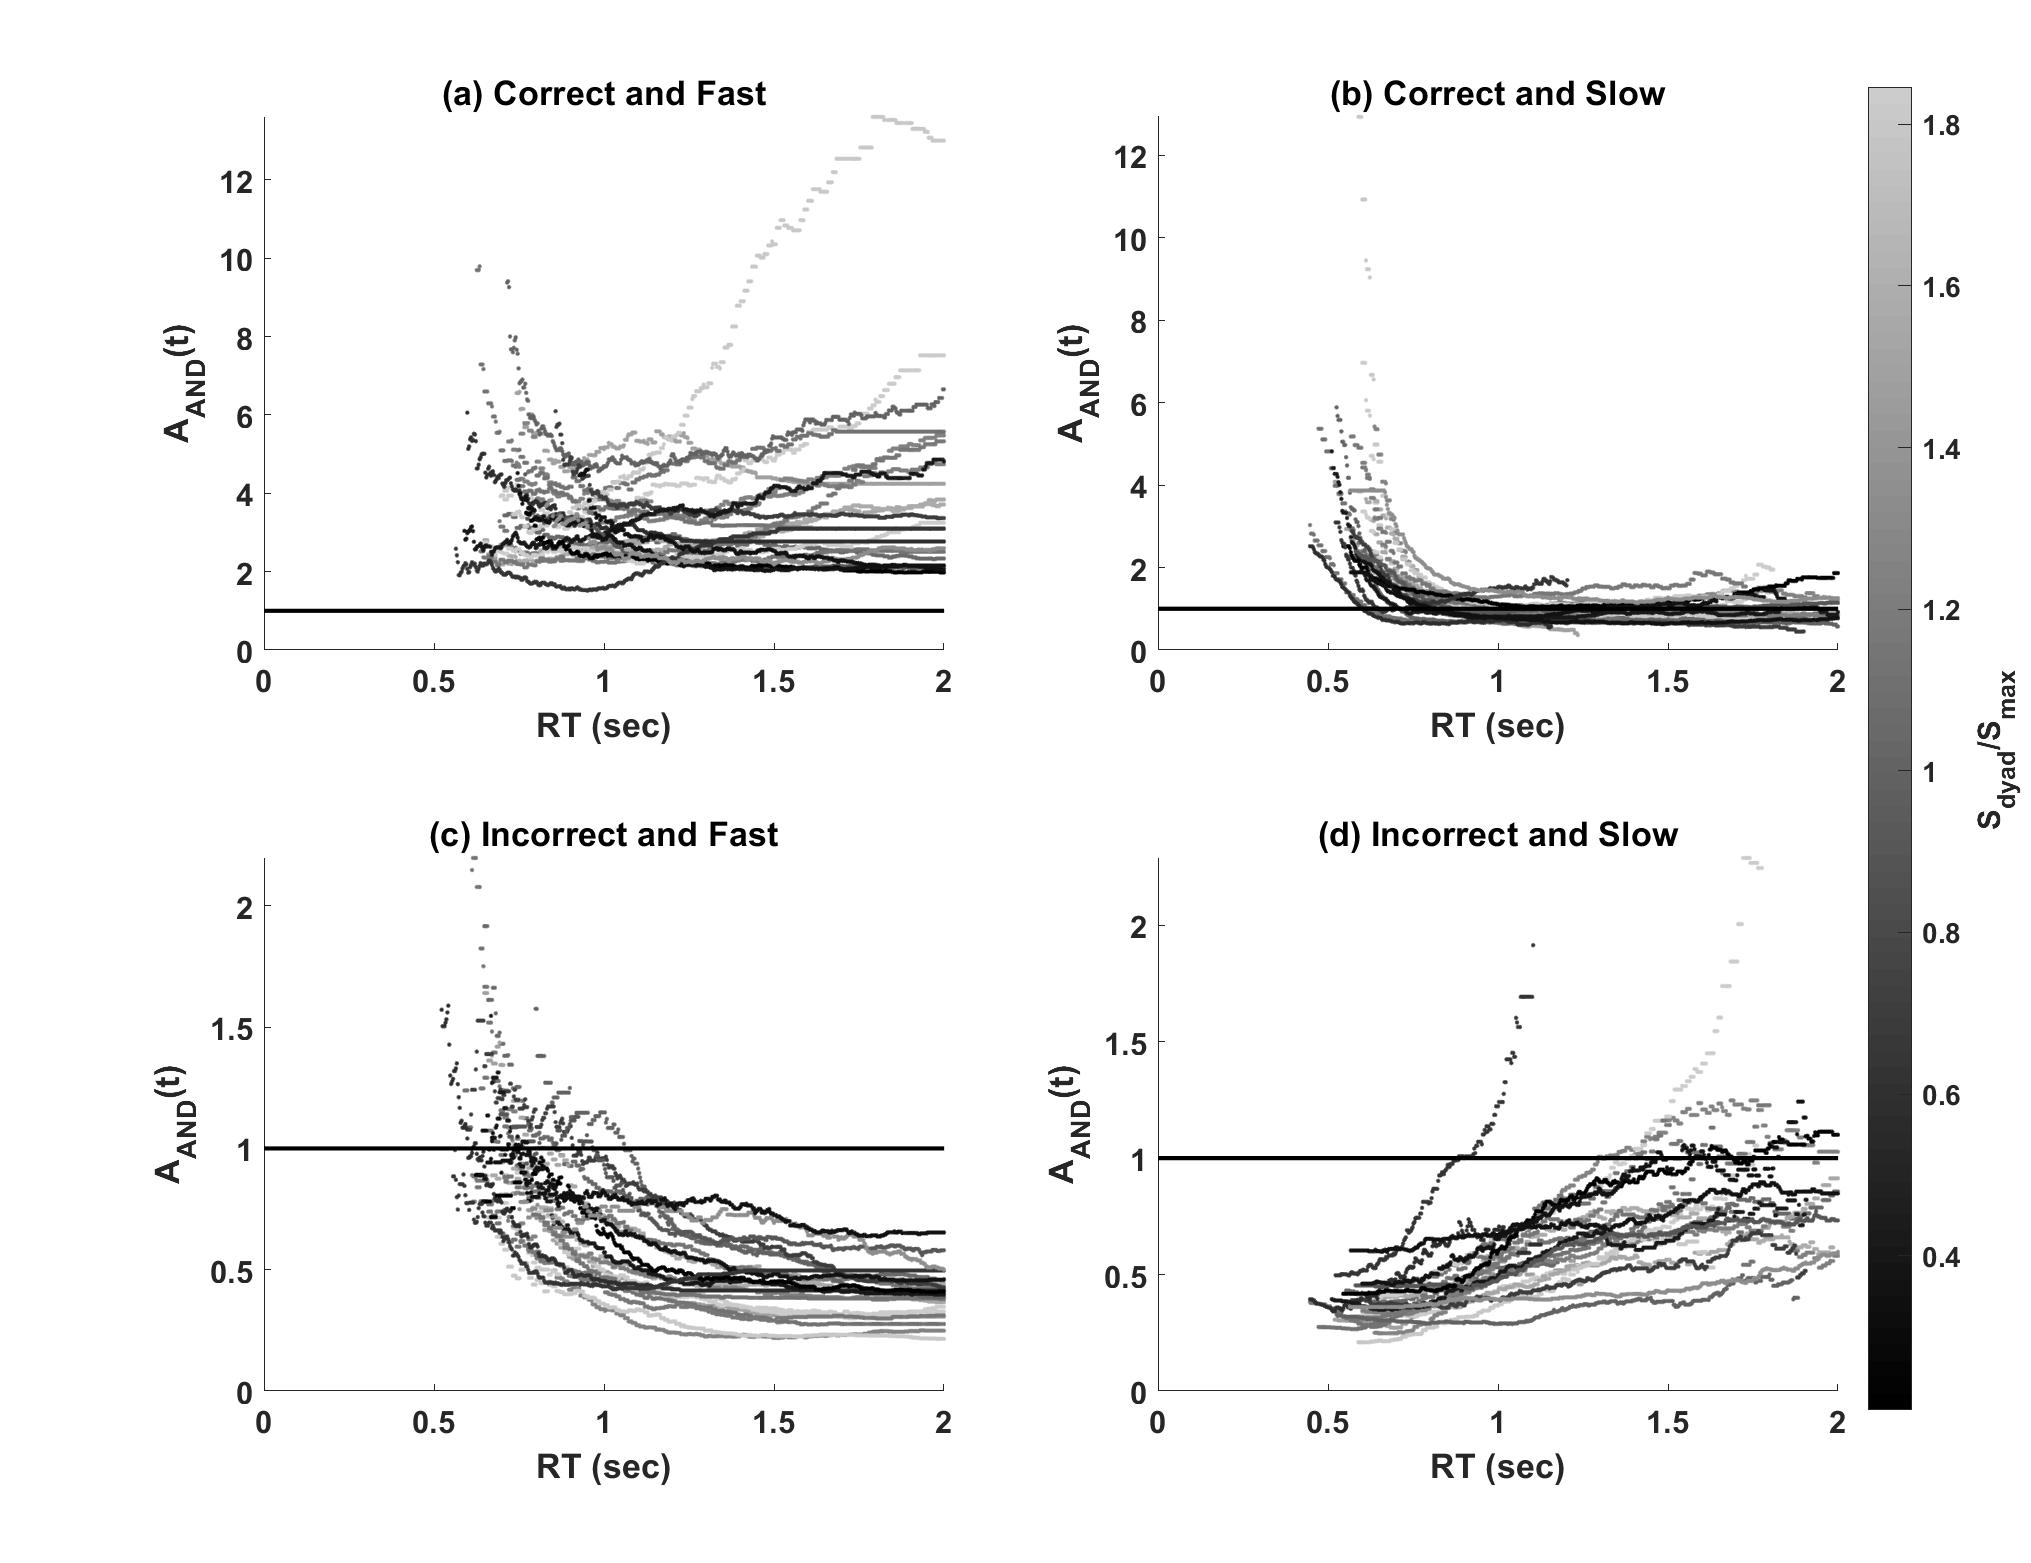 (a) Correct and Fast
A_AND(t)
12
10
8
6
4
2
0
0 0.5 1 1.5 2
RT (sec)
(b) Correct and Slow
A_AND(t)
12
10
8
6
4
2
0
0 0.5 1 1.5 2
RT (sec)
(c) Incorrect and Fast
A_AND(t)
2
1.5
1
0.5
0
0 0.5 1 1.5 2
RT (sec)
(d) Incorrect and Slow
A_AND(t)
2
1.5
1
0.5
0
0 0.5 1 1.5 2
RT (sec)
1.8
1.6
1.4
1.2
1
0.8
0.6
0.4
S_dyad/S_max